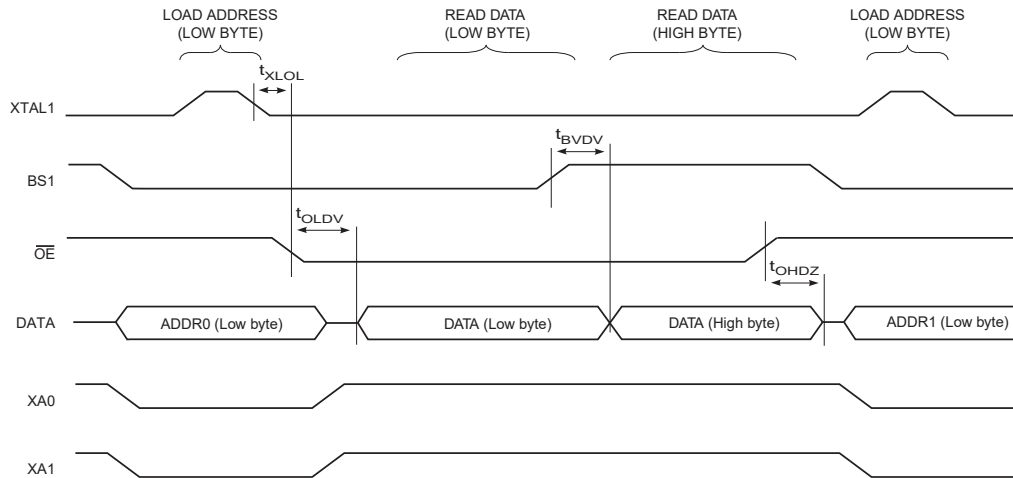 LOAD ADDRESS
(LOW BYTE)
READ DATA
(LOW BYTE)
READ DATA
(HIGH BYTE)
LOAD ADDRESS
(LOW BYTE)
tXLOL
XTAL1
tBVDV
BS1
tOLDV
OE
tOHDZ
DATA
ADDR0 (Low byte)
DATA (Low byte)
DATA (High byte)
ADDR1 (Low byte)
XA0
XA1